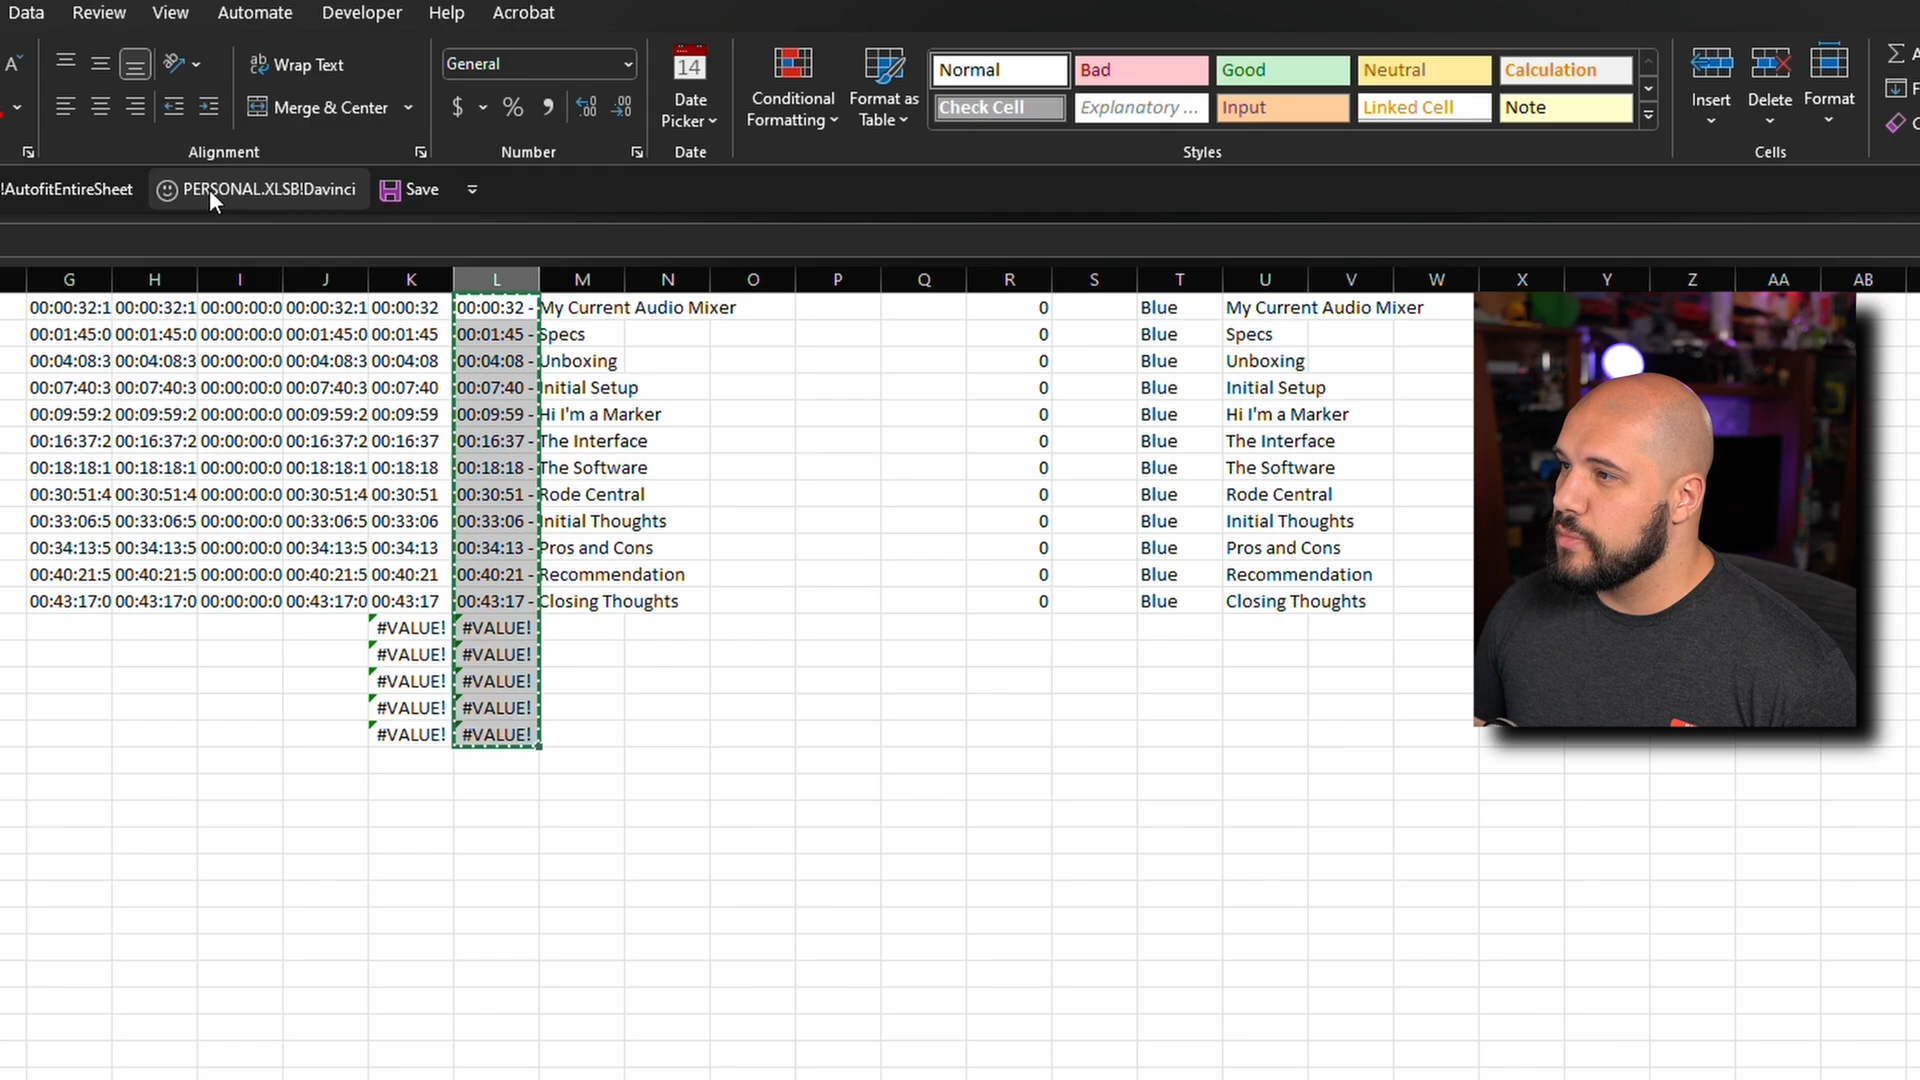 Data Review View Automate Developer Help Acrobat
Wrap Text General 14 Normal Bad Good Neutral Calculation
Merge & Center $ % Date Picker Conditional Formatting Format as Table Check Cell Explanatory ... Input Linked Cell Note Insert Delete Format
Alignment Number Date Styles Cells
!AutofitEntireSheet PERSONAL.XLSB!Davinci Save
G H I J K L M N O P Q R S T U V W X Y Z AA AB
00:00:32:1 00:00:32:1 00:00:00:0 00:00:32:1 00:00:32 00:00:32 - My Current Audio Mixer 0 Blue My Current Audio Mixer
00:01:45:0 00:01:45:0 00:00:00:0 00:01:45:0 00:01:45 00:01:45 - Specs 0 Blue Specs
00:04:08:3 00:04:08:3 00:00:00:0 00:04:08:3 00:04:08 00:04:08 - Unboxing 0 Blue Unboxing
00:07:40:3 00:07:40:3 00:00:00:0 00:07:40:3 00:07:40 00:07:40 - Initial Setup 0 Blue Initial Setup
00:09:59:2 00:09:59:2 00:00:00:0 00:09:59:2 00:09:59 00:09:59 - Hi I'm a Marker 0 Blue Hi I'm a Marker
00:16:37:2 00:16:37:2 00:00:00:0 00:16:37:2 00:16:37 00:16:37 - The Interface 0 Blue The Interface
00:18:18:1 00:18:18:1 00:00:00:0 00:18:18:1 00:18:18 00:18:18 - The Software 0 Blue The Software
00:30:51:4 00:30:51:4 00:00:00:0 00:30:51:4 00:30:51 00:30:51 - Rode Central 0 Blue Rode Central
00:33:06:5 00:33:06:5 00:00:00:0 00:33:06:5 00:33:06 00:33:06 - Initial Thoughts 0 Blue Initial Thoughts
00:34:13:5 00:34:13:5 00:00:00:0 00:34:13:5 00:34:13 00:34:13 - Pros and Cons 0 Blue Pros and Cons
00:40:21:5 00:40:21:5 00:00:00:0 00:40:21:5 00:40:21 00:40:21 - Recommendation 0 Blue Recommendation
00:43:17:0 00:43:17:0 00:00:00:0 00:43:17:0 00:43:17 00:43:17 - Closing Thoughts 0 Blue Closing Thoughts
#VALUE! #VALUE!
#VALUE! #VALUE!
#VALUE! #VALUE!
#VALUE! #VALUE!
#VALUE! #VALUE!